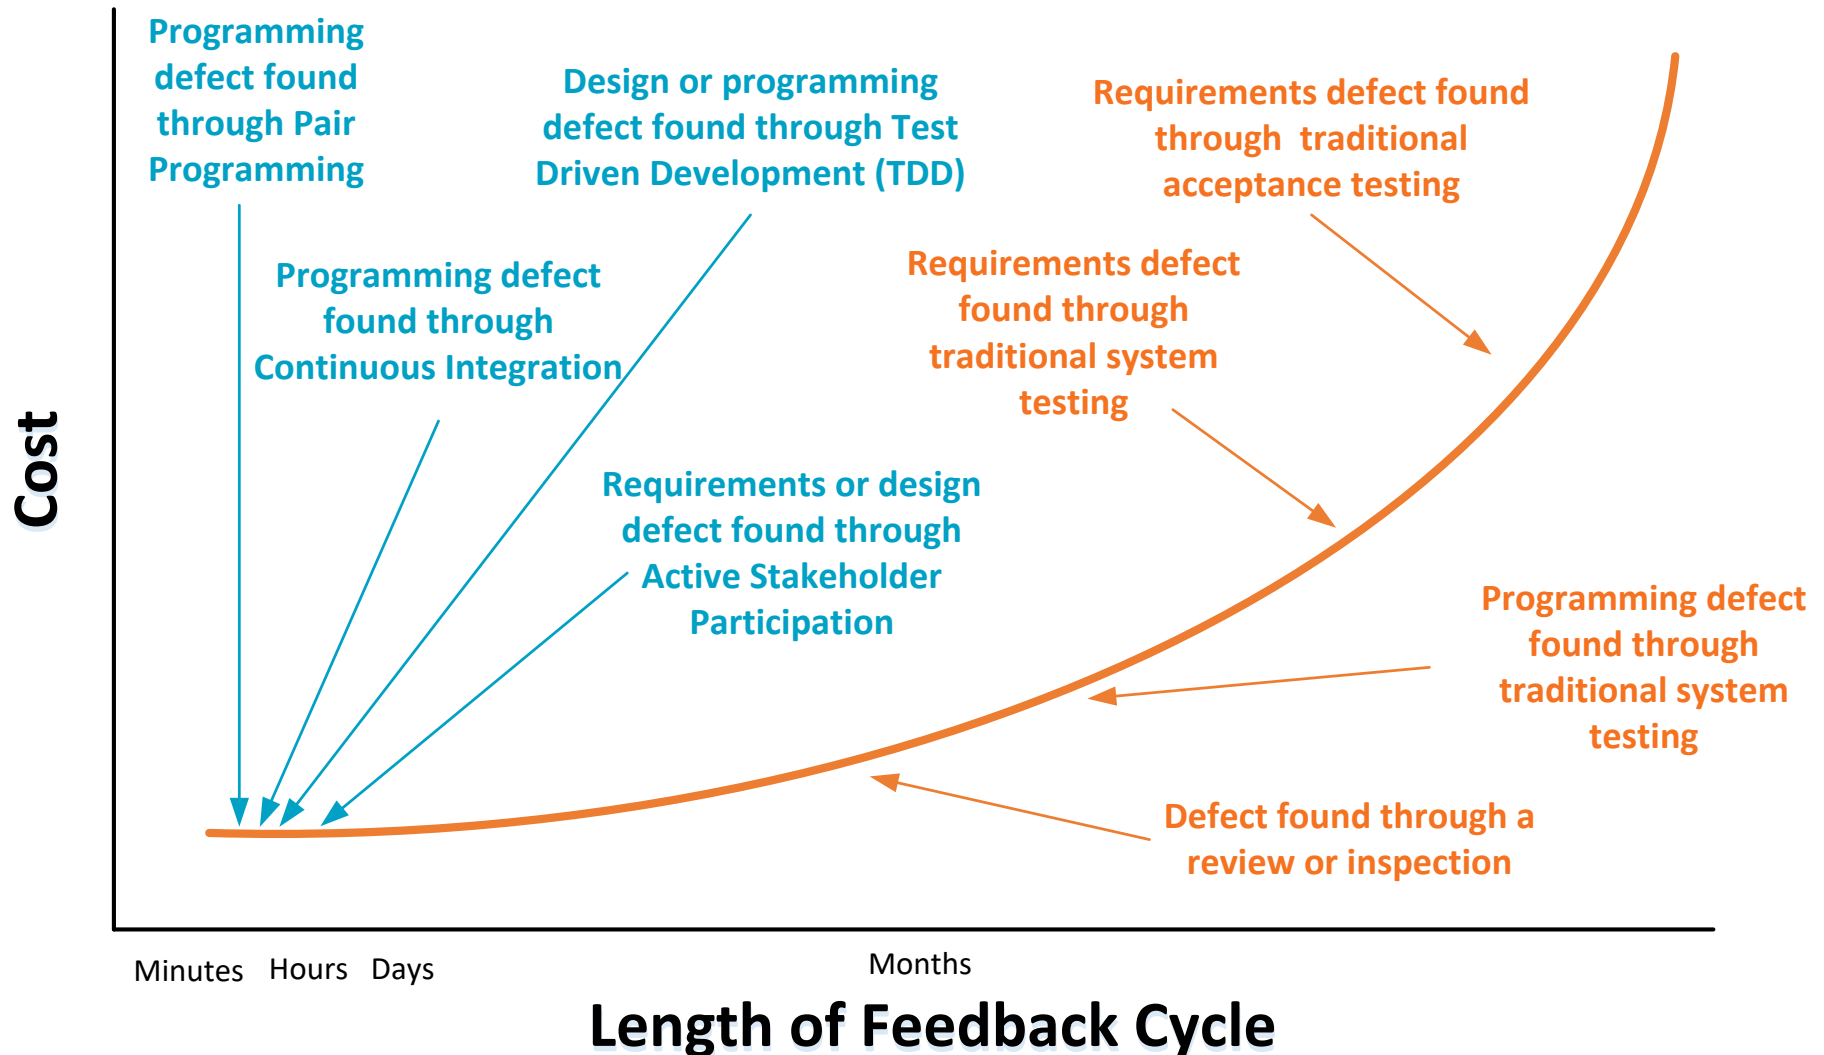 Programming
defect found
through Pair
Programming
Design or programming
defect found through Test
Driven Development (TDD)
Requirements defect found
through  traditional
acceptance testing
Programming defect
found through
Continuous Integration
Requirements defect
found through
traditional system
testing
Requirements or design
defect found through
Active Stakeholder
Participation
Programming defect
found through
traditional system
testing
Defect found through a
review or inspection
Cost
Minutes Hours Days Months
Length of Feedback Cycle